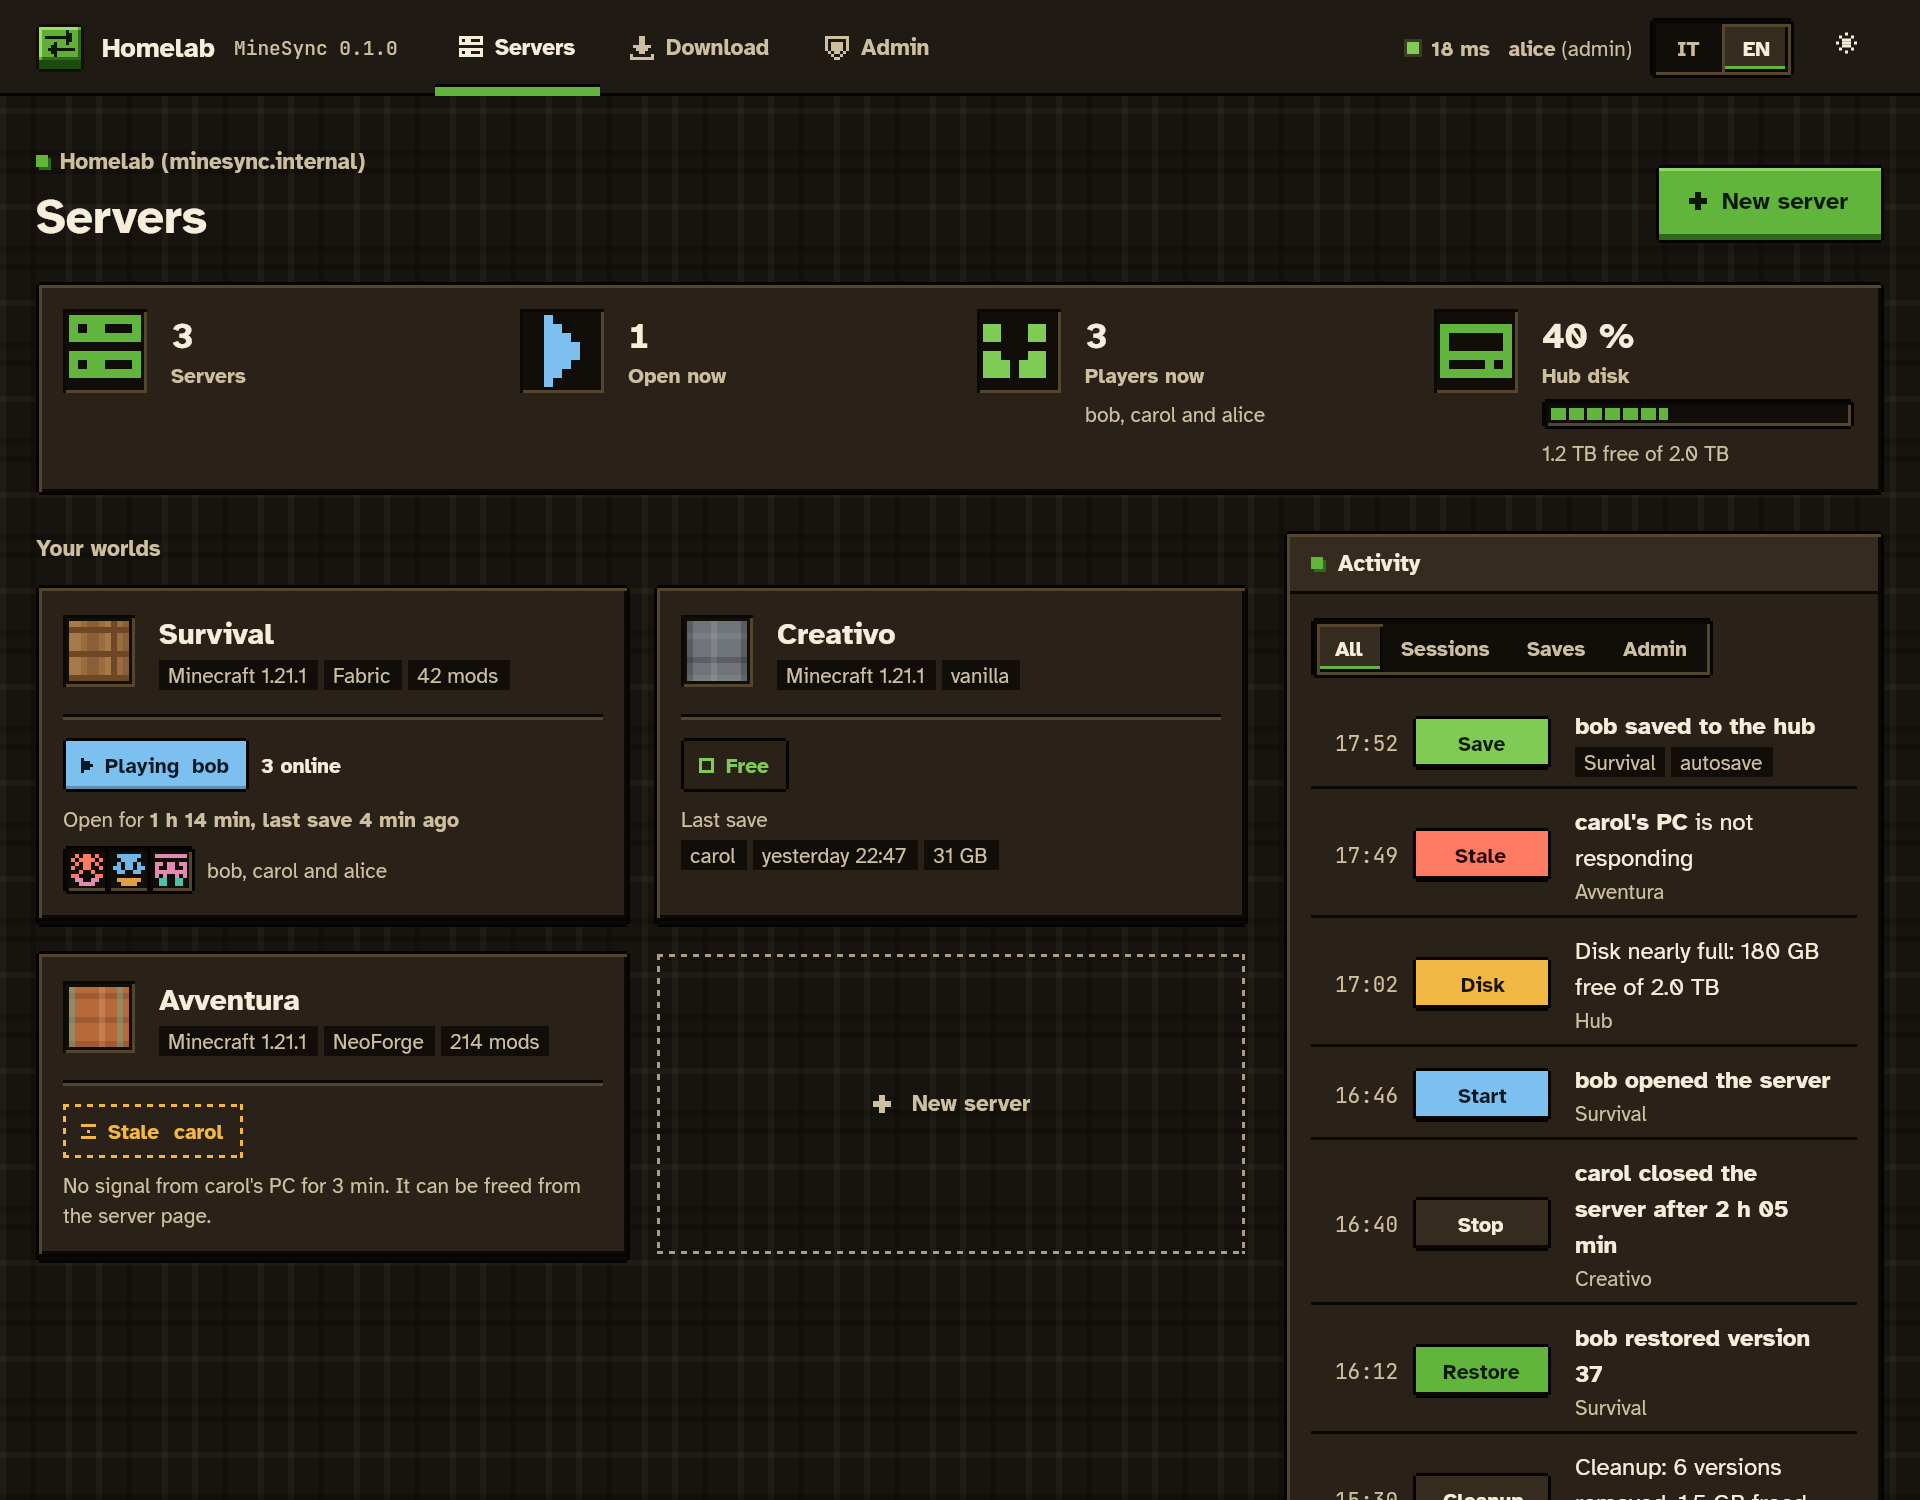 Homelab MineSync 0.1.0 Servers Download Admin 18 ms alice (admin) IT EN
Homelab (minesync.internal)
Servers
New server
3
Servers
1
Open now
3
Players now
bob, carol and alice
40 %
Hub disk
1.2 TB free of 2.0 TB
Your worlds
Survival
Minecraft 1.21.1 Fabric 42 mods
Playing bob 3 online
Open for 1 h 14 min, last save 4 min ago
bob, carol and alice
Creativo
Minecraft 1.21.1 vanilla
Free
Last save
carol yesterday 22:47 31 GB
Avventura
Minecraft 1.21.1 NeoForge 214 mods
Stale carol
No signal from carol's PC for 3 min. It can be freed from
the server page.
New server
Activity
All Sessions Saves Admin
17:52 Save bob saved to the hub
Survival autosave
17:49 Stale carol's PC is not
responding
Avventura
17:02 Disk Disk nearly full: 180 GB
free of 2.0 TB
Hub
16:46 Start bob opened the server
Survival
16:40 Stop carol closed the
server after 2 h 05
min
Creativo
16:12 Restore bob restored version
37
Survival
15:30 Cleanup Cleanup: 6 versions
removed, 15 GB freed